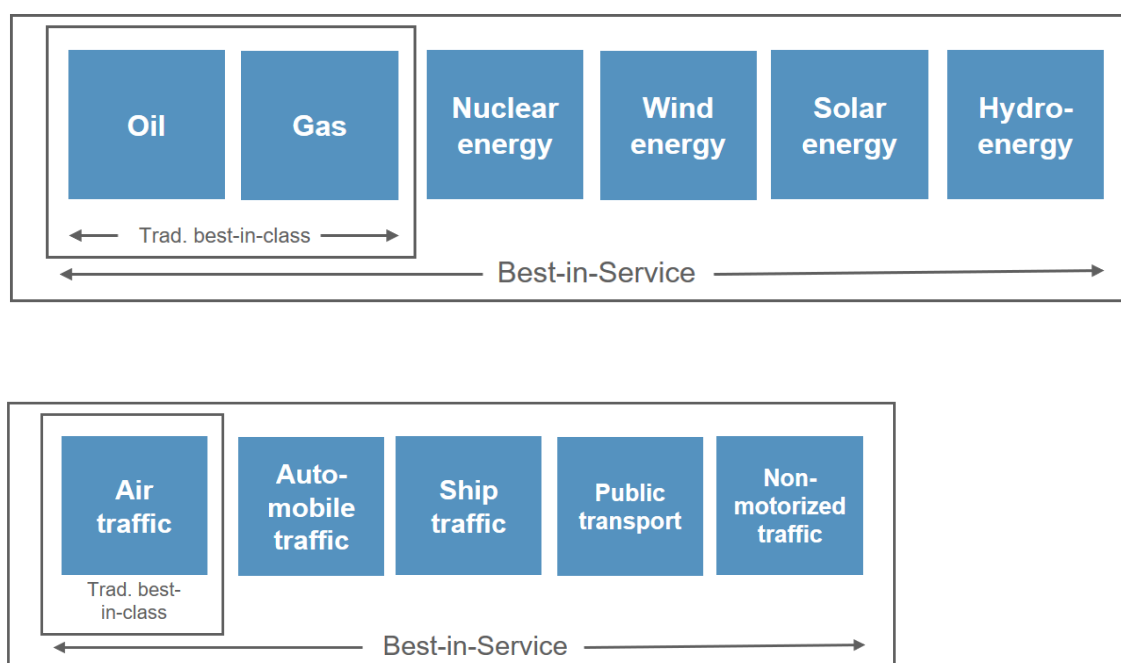 Oil
Gas
Nuclear
energy
Wind
energy
Solar
energy
Hydro-
energy
Trad. best-in-class
Best-in-Service
Air
traffic
Auto-
mobile
traffic
Ship
traffic
Public
transport
Non-
motorized
traffic
Trad. best-
in-class
Best-in-Service